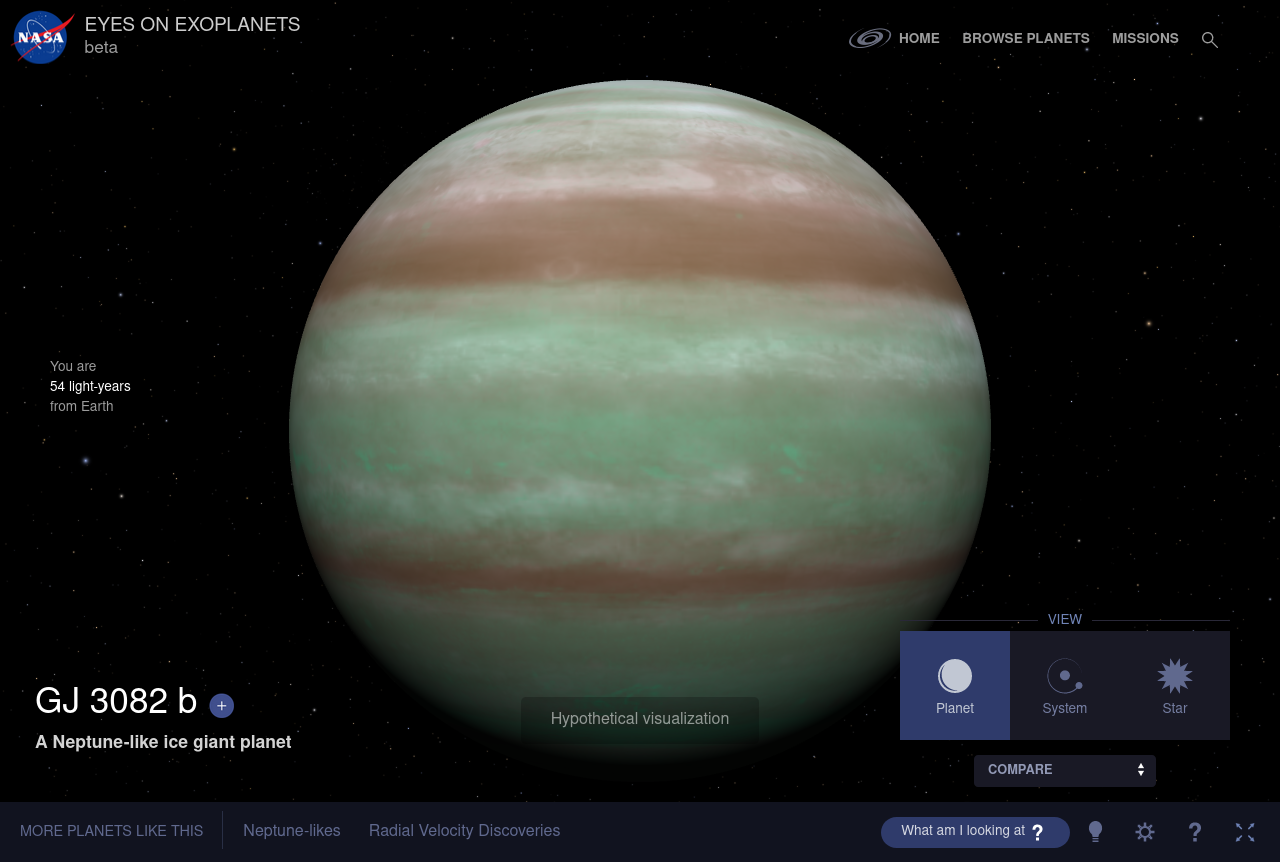 NASA
EYES ON EXOPLANETS
beta
HOME
BROWSE PLANETS
MISSIONS
You are
54 light-years
from Earth
VIEW
Planet
System
Star
GJ 3082 b +
A Neptune-like ice giant planet
Hypothetical visualization
COMPARE
MORE PLANETS LIKE THIS
Neptune-likes
Radial Velocity Discoveries
What am I looking at ?
?